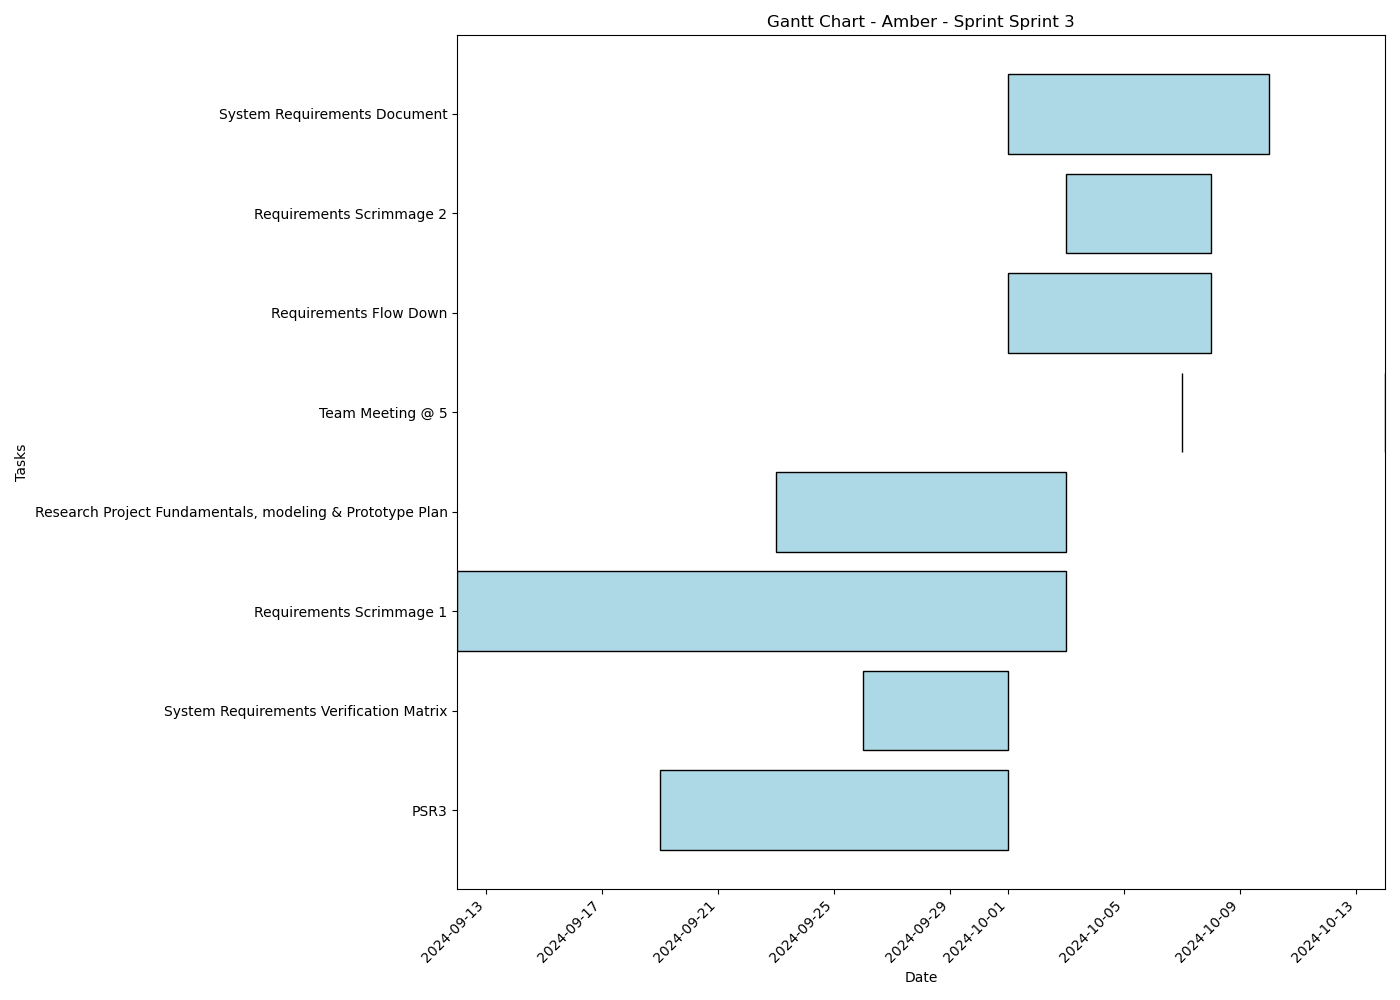 Gantt Chart - Amber - Sprint Sprint 3
System Requirements Document
Requirements Scrimmage 2
Requirements Flow Down
Team Meeting @ 5
Research Project Fundamentals, modeling & Prototype Plan
Requirements Scrimmage 1
System Requirements Verification Matrix
PSR3
Tasks
2024-09-13
2024-09-17
2024-09-21
2024-09-25
2024-09-29
2024-10-01
2024-10-05
2024-10-09
2024-10-13
Date